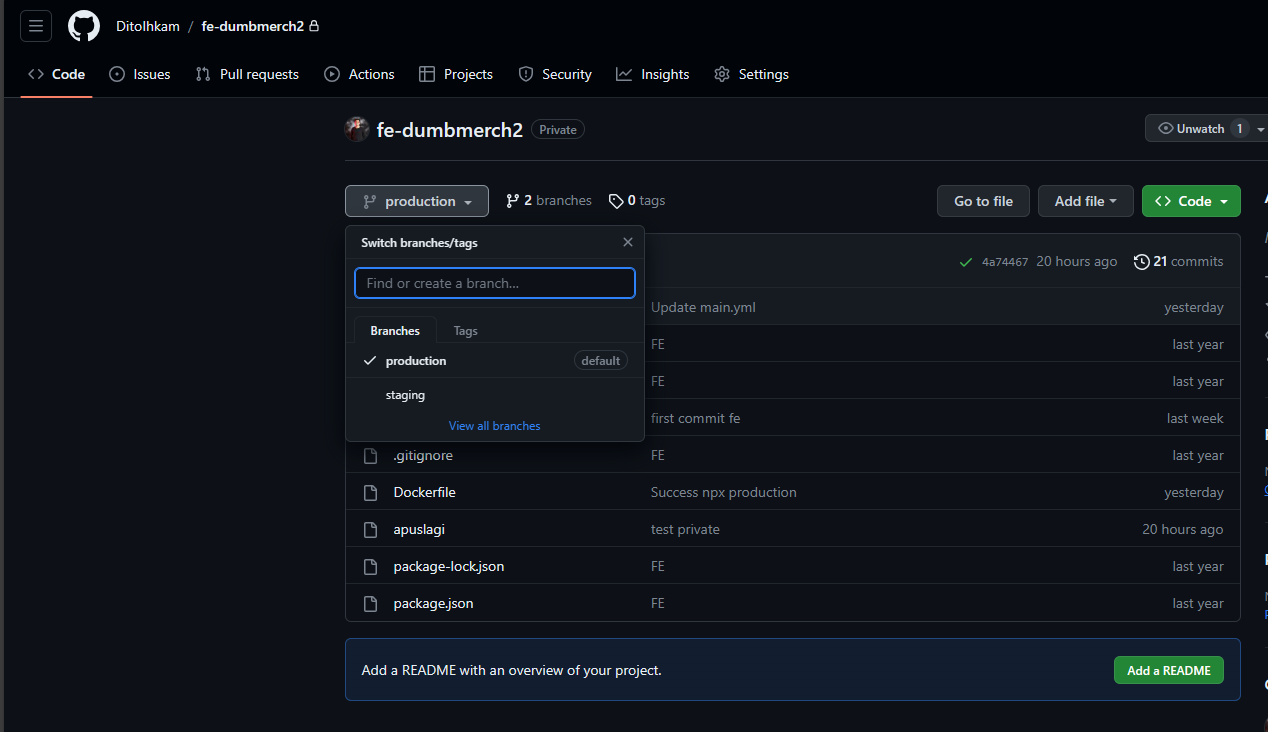 Ditolhkam / fe-dumbmerch2
Code Issues Pull requests Actions Projects Security Insights Settings
fe-dumbmerch2 Private
Unwatch 1
production 2 branches 0 tags
Go to file Add file Code
Switch branches/tags
4a74467 20 hours ago 21 commits
Find or create a branch...
Update main.yml yesterday
Branches Tags
FE last year
production default
FE last year
staging
first commit fe last week
View all branches
.gitignore FE last year
Dockerfile Success npx production yesterday
apuslagi test private 20 hours ago
package-lock.json FE last year
package.json FE last year
Add a README with an overview of your project. Add a README